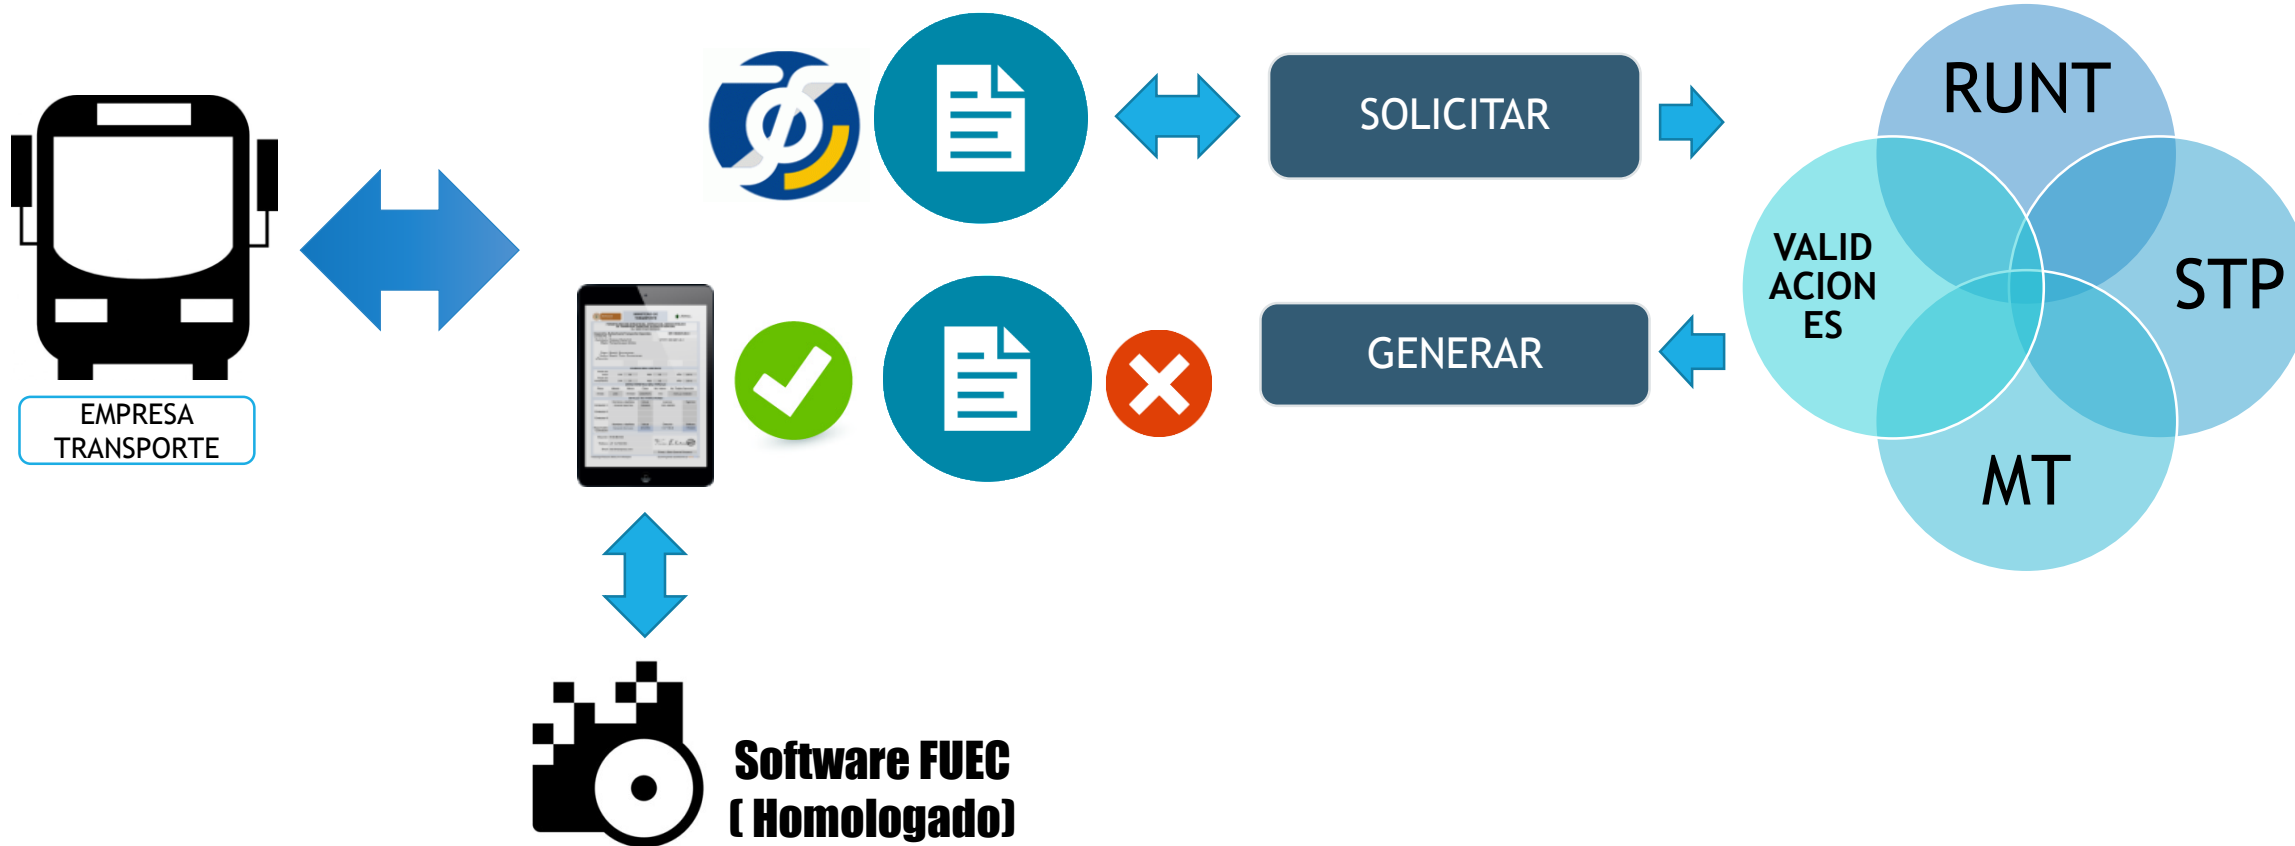 SOLICITAR
RUNT
VALID
ACION
ES
STP
MT
GENERAR
EMPRESA
TRANSPORTE
Software FUEC
( Homologado)